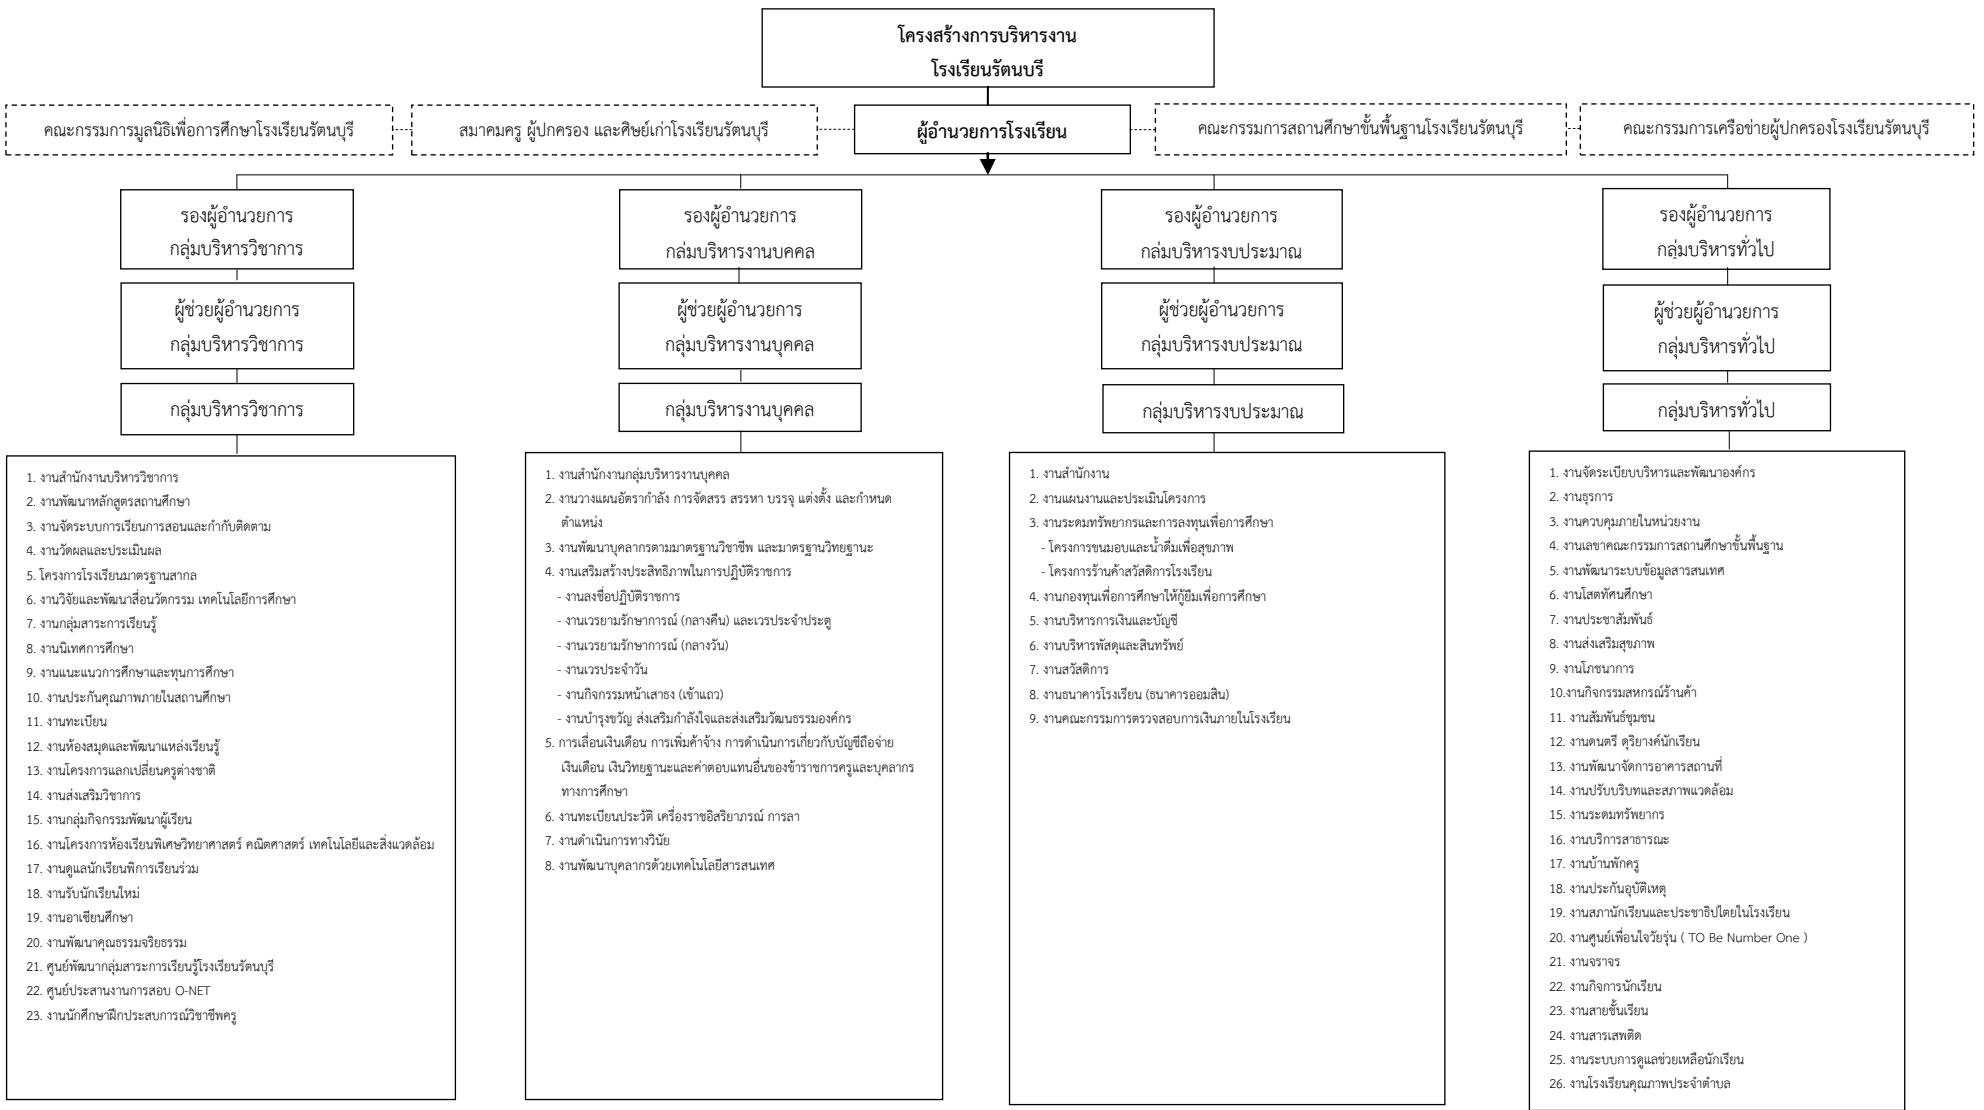 โครงสร้างการบริหารงาน
โรงเรียนรัตนบุรี
คณะกรรมการมูลนิธิเพื่อการศึกษาโรงเรียนรัตนบุรี
สมาคมครู ผู้ปกครอง และศิษย์เก่าโรงเรียนรัตนบุรี
ผู้อำนวยการโรงเรียน
คณะกรรมการสถานศึกษาขั้นพื้นฐานโรงเรียนรัตนบุรี
คณะกรรมการเครือข่ายผู้ปกครองโรงเรียนรัตนบุรี
รองผู้อำนวยการ
กลุ่มบริหารวิชาการ
ผู้ช่วยผู้อำนวยการ
กลุ่มบริหารวิชาการ
กลุ่มบริหารวิชาการ
1. งานสำนักงานบริหารวิชาการ
2. งานพัฒนาหลักสูตรสถานศึกษา
3. งานจัดระบบการเรียนการสอนและกำกับติดตาม
4. งานวัดผลและประเมินผล
5. โครงการโรงเรียนมาตรฐานสากล
6. งานวิจัยและพัฒนาสื่อนวัตกรรม เทคโนโลยีการศึกษา
7. งานกลุ่มสาระการเรียนรู้
8. งานนิเทศการศึกษา
9. งานแนะแนวการศึกษาและทุนการศึกษา
10. งานประกันคุณภาพภายในสถานศึกษา
11. งานทะเบียน
12. งานห้องสมุดและพัฒนาแหล่งเรียนรู้
13. งานโครงการแลกเปลี่ยนครูต่างชาติ
14. งานส่งเสริมวิชาการ
15. งานกลุ่มกิจกรรมพัฒนาผู้เรียน
16. งานโครงการห้องเรียนพิเศษวิทยาศาสตร์ คณิตศาสตร์ เทคโนโลยีและสิ่งแวดล้อม
17. งานดูแลนักเรียนพิการเรียนร่วม
18. งานรับนักเรียนใหม่
19. งานอาเซียนศึกษา
20. งานพัฒนาคุณธรรมจริยธรรม
21. ศูนย์พัฒนากลุ่มสาระการเรียนรู้โรงเรียนรัตนบุรี
22. ศูนย์ประสานงานการสอบ O-NET
23. งานนักศึกษาฝึกประสบการณ์วิชาชีพครู
รองผู้อำนวยการ
กลุ่มบริหารงานบุคคล
ผู้ช่วยผู้อำนวยการ
กลุ่มบริหารงานบุคคล
กลุ่มบริหารงานบุคคล
1. งานสำนักงานกลุ่มบริหารงานบุคคล
2. งานวางแผนอัตรากำลัง การจัดสรร สรรหา บรรจุ แต่งตั้ง และกำหนด
ตำแหน่ง
3. งานพัฒนาบุคลากรตามมาตรฐานวิชาชีพ และมาตรฐานวิทยฐานะ
4. งานเสริมสร้างประสิทธิภาพในการปฏิบัติราชการ
- งานลงชื่อปฏิบัติราชการ
- งานเวรยามรักษาการณ์ (กลางคืน) และเวรประจำประตู
- งานเวรยามรักษาการณ์ (กลางวัน)
- งานเวรประจำวัน
- งานกิจกรรมหน้าเสาธง (เข้าแถว)
- งานบำรุงขวัญ ส่งเสริมกำลังใจและส่งเสริมวัฒนธรรมองค์กร
5. การเลื่อนเงินเดือน การเพิ่มค้าจ้าง การดำเนินการเกี่ยวกับบัญชีถือจ่าย
เงินเดือน เงินวิทยฐานะและค่าตอบแทนอื่นของข้าราชการครูและบุคลากร
ทางการศึกษา
6. งานทะเบียนประวัติ เครื่องราชอิสริยาภรณ์ การลา
7. งานดำเนินการทางวินัย
8. งานพัฒนาบุคลากรด้วยเทคโนโลยีสารสนเทศ
รองผู้อำนวยการ
กลุ่มบริหารงบประมาณ
ผู้ช่วยผู้อำนวยการ
กลุ่มบริหารงบประมาณ
กลุ่มบริหารงบประมาณ
1. งานสำนักงาน
2. งานแผนงานและประเมินโครงการ
3. งานระดมทรัพยากรและการลงทุนเพื่อการศึกษา
- โครงการขนมอบและน้ำดื่มเพื่อสุขภาพ
- โครงการร้านค้าสวัสดิการโรงเรียน
4. งานกองทุนเพื่อการศึกษาให้กู้ยืมเพื่อการศึกษา
5. งานบริหารการเงินและบัญชี
6. งานบริหารพัสดุและสินทรัพย์
7. งานสวัสดิการ
8. งานธนาคารโรงเรียน (ธนาคารออมสิน)
9. งานคณะกรรมการตรวจสอบการเงินภายในโรงเรียน
รองผู้อำนวยการ
กลุ่มบริหารทั่วไป
ผู้ช่วยผู้อำนวยการ
กลุ่มบริหารทั่วไป
กลุ่มบริหารทั่วไป
1. งานจัดระเบียบบริหารและพัฒนาองค์กร
2. งานธุรการ
3. งานควบคุมภายในหน่วยงาน
4. งานเลขาคณะกรรมการสถานศึกษาขั้นพื้นฐาน
5. งานพัฒนาระบบข้อมูลสารสนเทศ
6. งานโสตทัศนศึกษา
7. งานประชาสัมพันธ์
8. งานส่งเสริมสุขภาพ
9. งานโภชนาการ
10.งานกิจกรรมสหกรณ์ร้านค้า
11. งานสัมพันธ์ชุมชน
12. งานดนตรี ดุริยางค์นักเรียน
13. งานพัฒนาจัดการอาคารสถานที่
14. งานปรับบริบทและสภาพแวดล้อม
15. งานระดมทรัพยากร
16. งานบริการสาธารณะ
17. งานบ้านพักครู
18. งานประกันอุบัติเหตุ
19. งานสภานักเรียนและประชาธิปไตยในโรงเรียน
20. งานศูนย์เพื่อนใจวัยรุ่น ( TO Be Number One )
21. งานจราจร
22. งานกิจการนักเรียน
23. งานสายชั้นเรียน
24. งานสารเสพติด
25. งานระบบการดูแลช่วยเหลือนักเรียน
26. งานโรงเรียนคุณภาพประจำตำบล